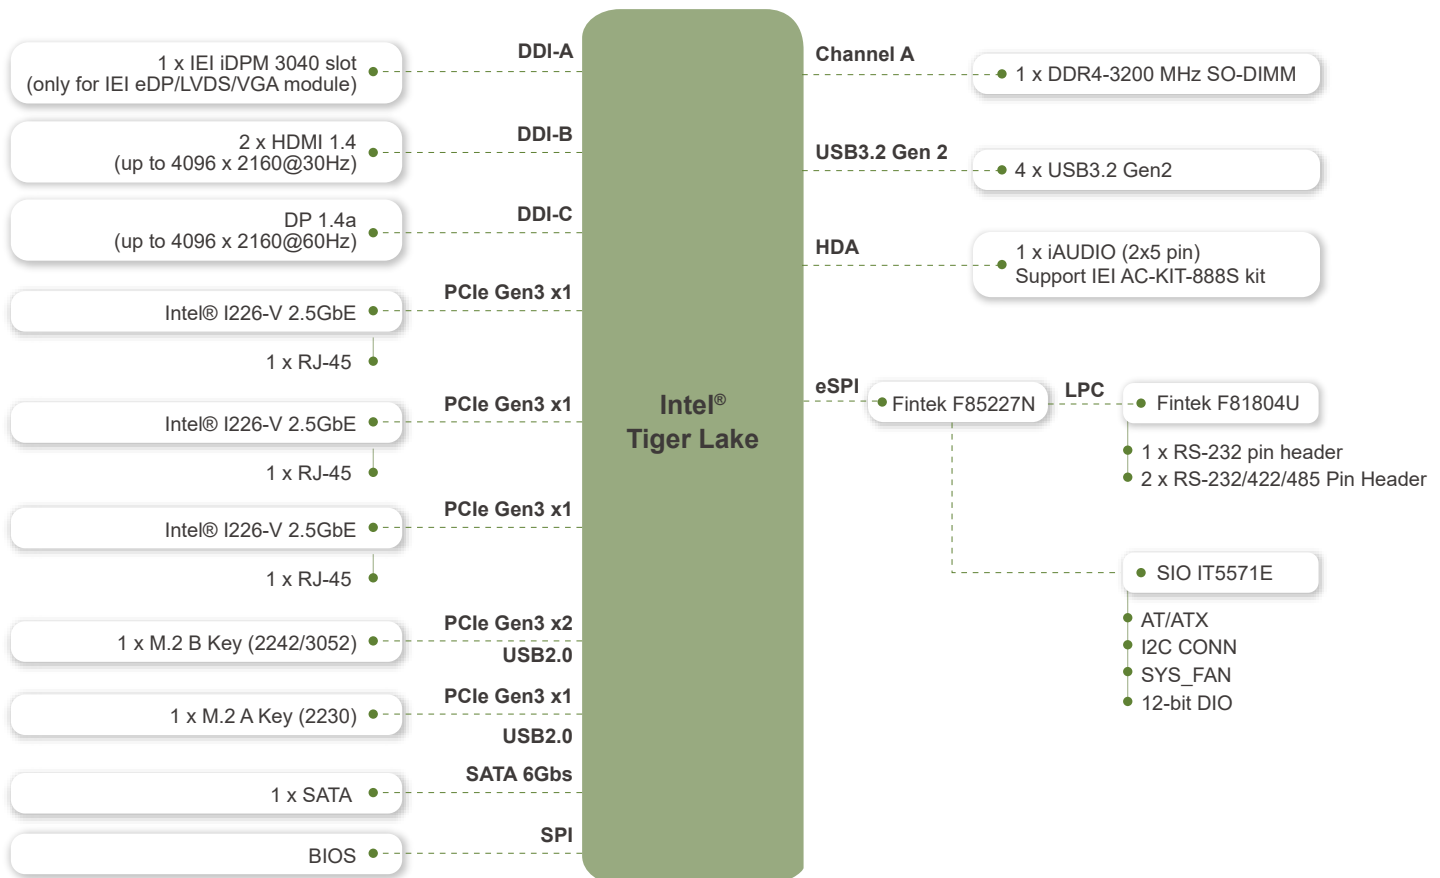 DDI-A
1 x IEI iDPM 3040 slot
(only for IEI eDP/LVDS/VGA module)
DDI-B
2 x HDMI 1.4
(up to 4096 x 2160@30Hz)
DDI-C
DP 1.4a
(up to 4096 x 2160@60Hz)
PCIe Gen3 x1
Intel® I226-V 2.5GbE
1 x RJ-45
PCIe Gen3 x1
Intel® I226-V 2.5GbE
1 x RJ-45
PCIe Gen3 x1
Intel® I226-V 2.5GbE
1 x RJ-45
PCIe Gen3 x2
1 x M.2 B Key (2242/3052)
USB2.0
PCIe Gen3 x1
1 x M.2 A Key (2230)
USB2.0
SATA 6Gbs
1 x SATA
SPI
BIOS
Intel®
Tiger Lake
Channel A
1 x DDR4-3200 MHz SO-DIMM
USB3.2 Gen 2
4 x USB3.2 Gen2
HDA
1 x iAUDIO (2x5 pin)
Support IEI AC-KIT-888S kit
eSPI
Fintek F85227N
LPC
Fintek F81804U
1 x RS-232 pin header
2 x RS-232/422/485 Pin Header
SIO IT5571E
AT/ATX
I2C CONN
SYS_FAN
12-bit DIO